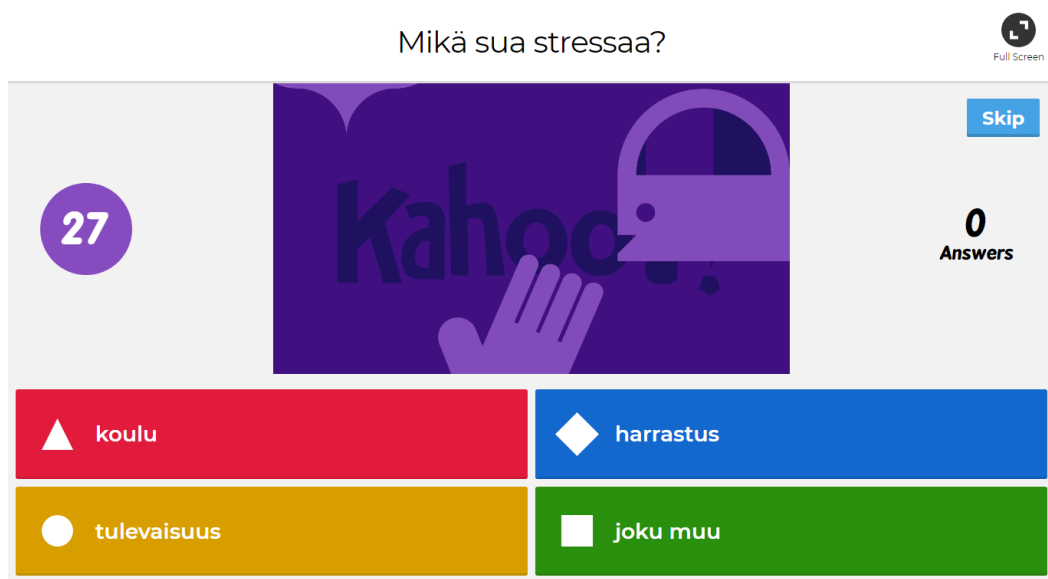 Mikä sua stressaa?
Full Screen
Skip
27
Kahoot!
0
Answers
koulu
harrastus
tulevaisuus
joku muu